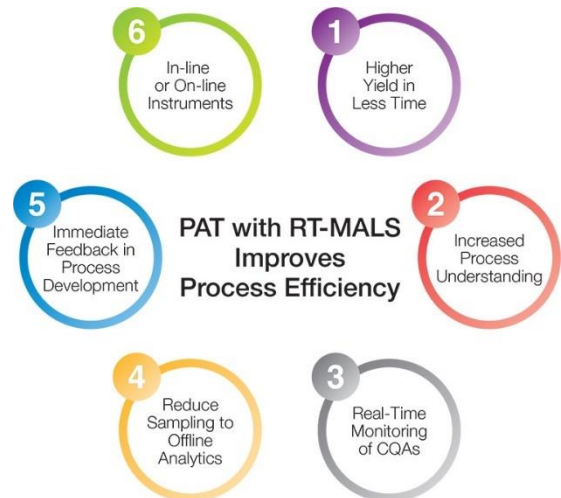 PAT with RT-MALS
Improves
Process Efficiency
1
Higher
Yield in
Less Time
2
Increased
Process
Understanding
3
Real-Time
Monitoring
of CQAs
4
Reduce
Sampling to
Offline
Analytics
5
Immediate
Feedback in
Process
Development
6
In-line
or On-line
Instruments